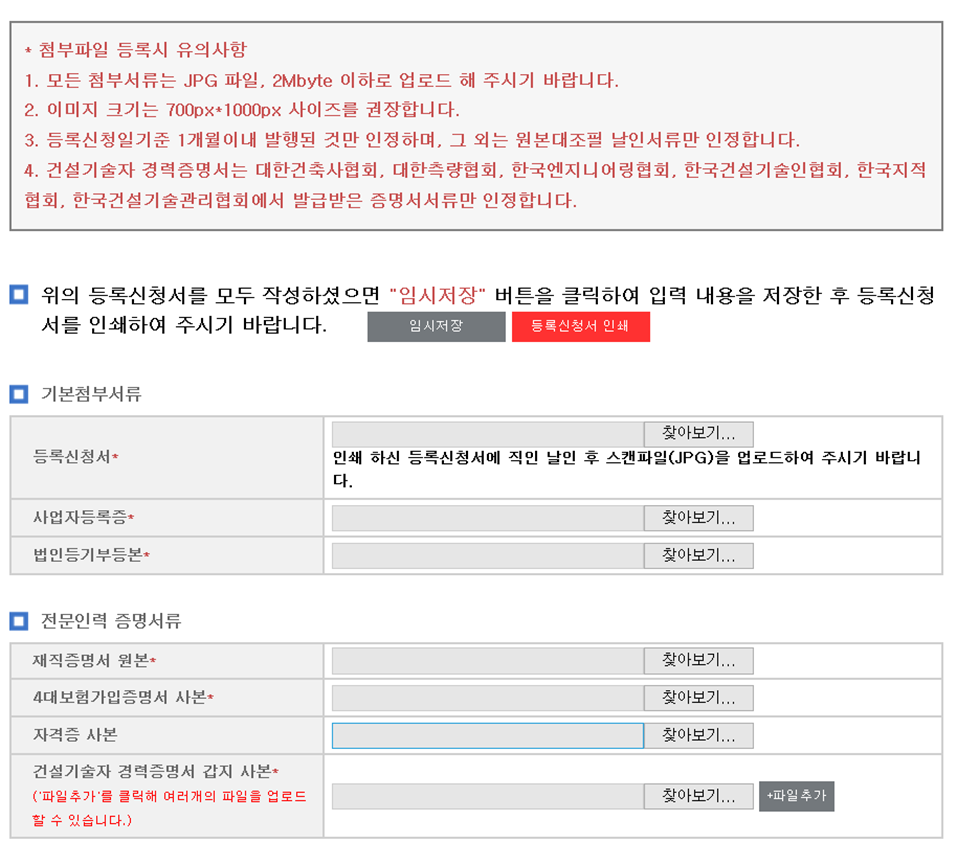 * 첨부파일 등록시 유의사항
1. 모든 첨부서류는 JPG 파일, 2Mbyte 이하로 업로드 해 주시기 바랍니다.
2. 이미지 크기는 700px*1000px 사이즈를 권장합니다.
3. 등록신청일기준 1개월이내 발행된 것만 인정하며, 그 외는 원본대조필 날인서류만 인정합니다.
4. 건설기술자 경력증명서는 대한건축사협회, 대한측량협회, 한국엔지니어링협회, 한국건설기술인협회, 한국지적
협회, 한국건설기술관리협회에서 발급받은 증명서서류만 인정합니다.
위의 등록신청서를 모두 작성하셨으면 "임시저장" 버튼을 클릭하여 입력 내용을 저장한 후 등록신청
서를 인쇄하여 주시기 바랍니다. 임시저장 등록신청서 인쇄
기본첨부서류
등록신청서* 찾아보기...
인쇄 하신 등록신청서에 직인 날인 후 스캔파일(JPG)을 업로드하여 주시기 바랍니
다.
사업자등록증* 찾아보기...
법인등기부등본* 찾아보기...
전문인력 증명서류
재직증명서 원본* 찾아보기...
4대보험가입증명서 사본* 찾아보기...
자격증 사본 찾아보기...
건설기술자 경력증명서 갑지 사본*
('파일추가'를 클릭해 여러개의 파일을 업로드
할 수 있습니다.)
찾아보기... +파일추가